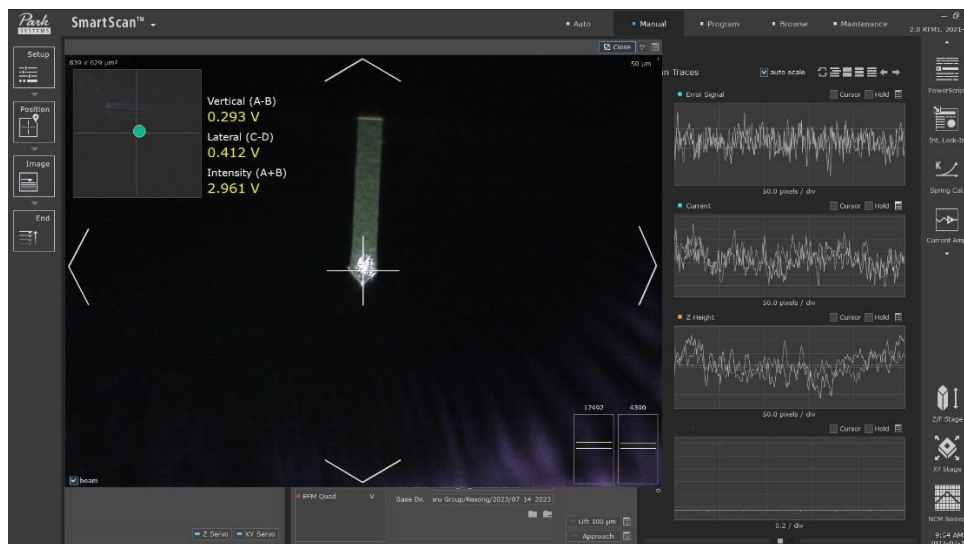 Park
SYSTEMS
SmartScan™
Auto
Manual
Program
Browse
Maintenance
2.0 RTM1, 2021-
Setup
Position
Image
End
Close
839 x 629 µm²
50 µm
Vertical (A-B)
0.293 V
Lateral (C-D)
0.412 V
Intensity (A+B)
2.961 V
17492
4390
beam
Traces
auto scale
Error Signal
Cursor
Hold
50.0 pixels / div
Current
Cursor
Hold
50.0 pixels / div
Z Height
Cursor
Hold
50.0 pixels / div
Cursor
Hold
0.2 / div
PowerScript
Int. Lock-In
Spring Cal.
Current Amp
Z/F Stage
XY Stage
NCM Sweep
9:54 AM
EFM Quad
V
Base Dir.
Group/Kesong/2023/07-14-2023
Z Servo
XY Servo
Lift 100 µm
Approach